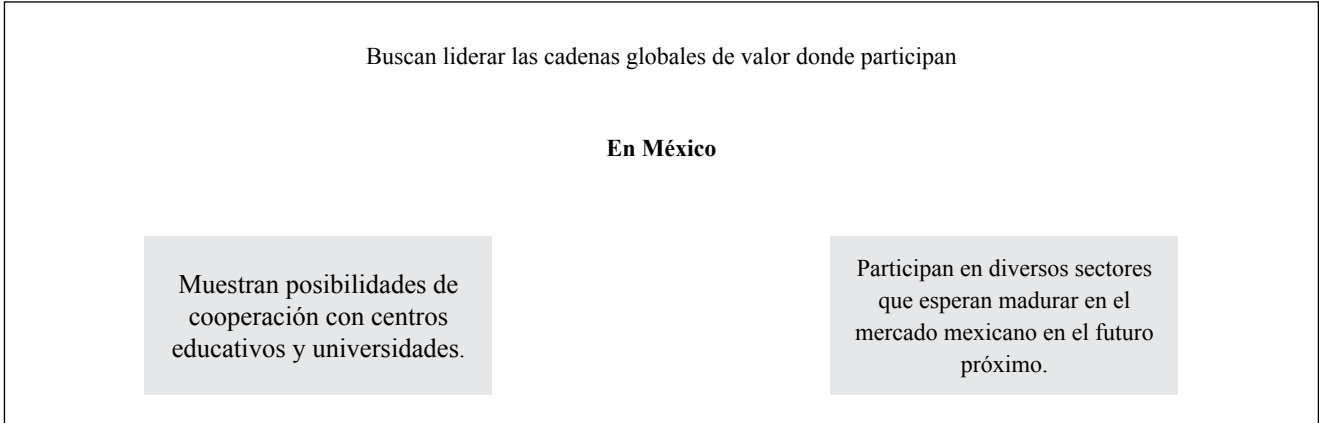 Buscan liderar las cadenas globales de valor donde participan
En México
Muestran posibilidades de
cooperación con centros
educativos y universidades.
Participan en diversos sectores
que esperan madurar en el
mercado mexicano en el futuro
próximo.